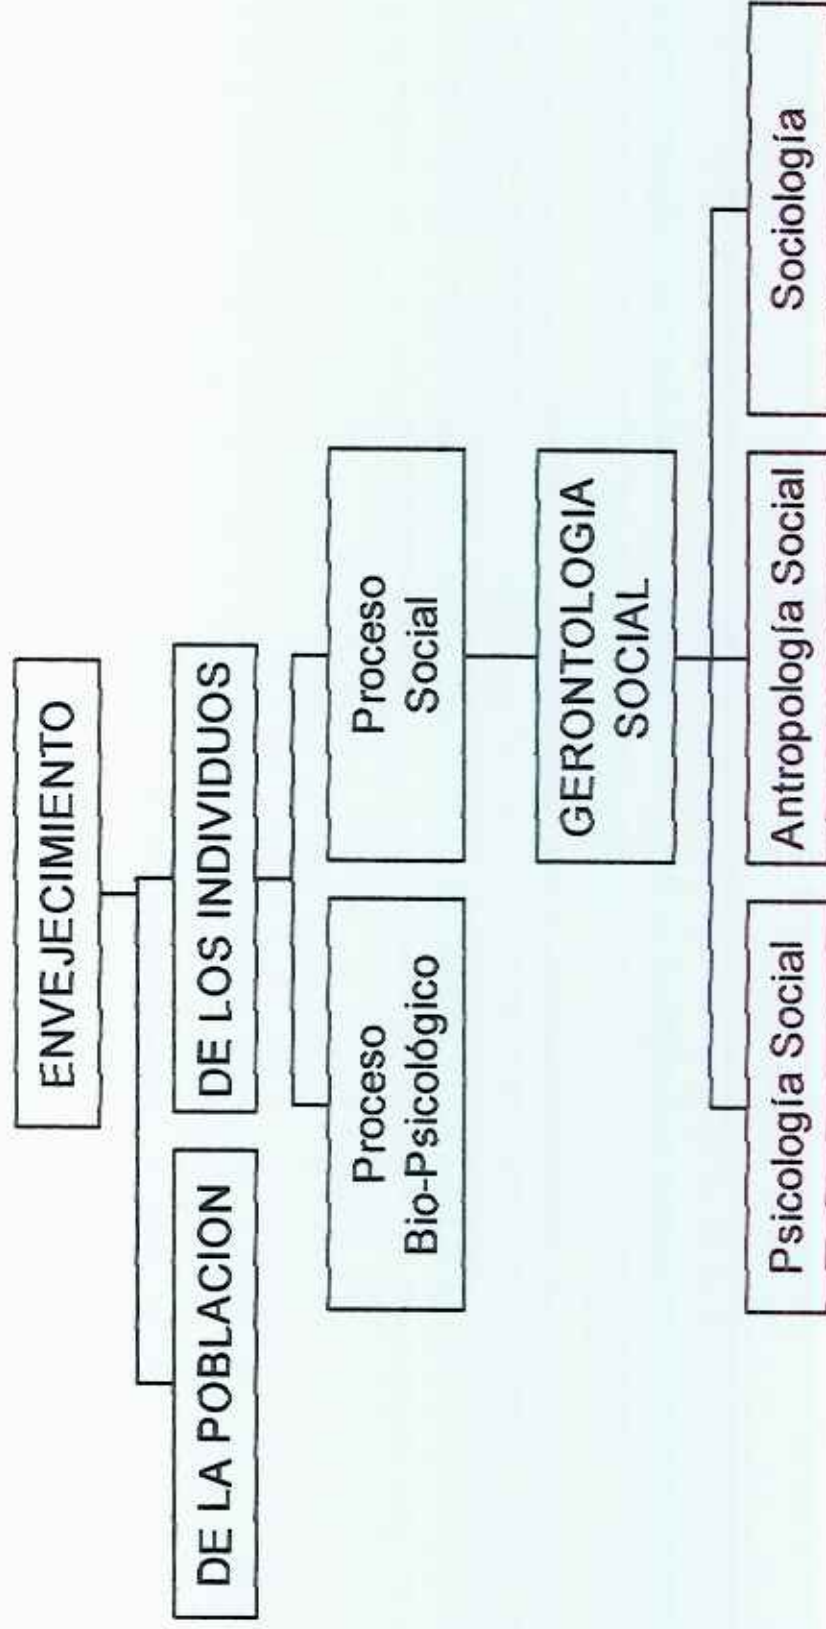 ENVEJECIMIENTO
DE LA POBLACION
DE LOS INDIVIDUOS
Proceso
Bio-Psicológico
Proceso
Social
GERONTOLOGIA
SOCIAL
Psicología Social
Antropología Social
Sociología